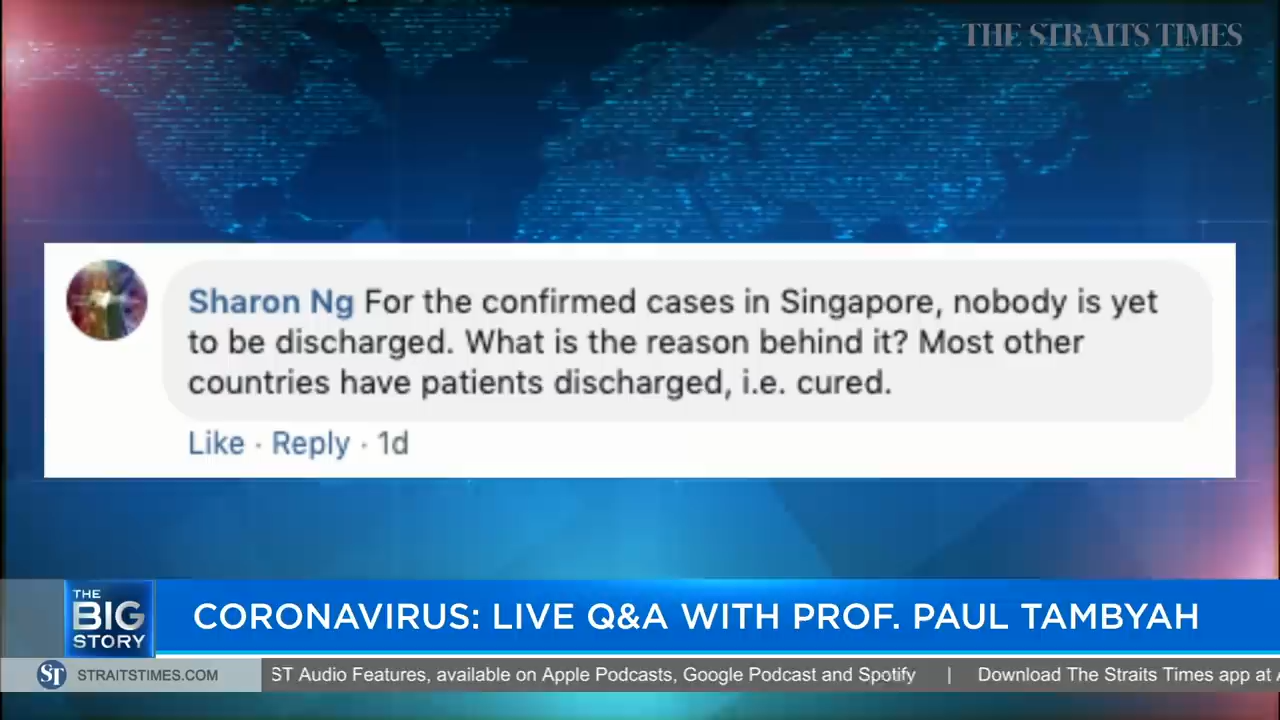 THE STRAITS TIMES
Sharon Ng For the confirmed cases in Singapore, nobody is yet
to be discharged. What is the reason behind it? Most other
countries have patients discharged, i.e. cured.
Like · Reply · 1d
THE
BIG
STORY
CORONAVIRUS: LIVE Q&A WITH PROF. PAUL TAMBYAH
ST STRAITSTIMES.COM
ST Audio Features, available on Apple Podcasts, Google Podcast and Spotify | Download The Straits Times app at